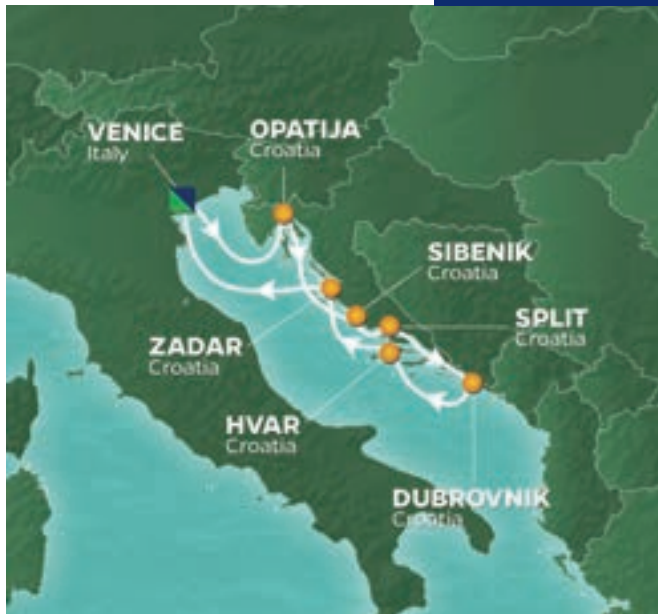 VENICE
Italy
OPATIJA
Croatia
SIBENIK
Croatia
SPLIT
Croatia
ZADAR
Croatia
HVAR
Croatia
DUBROVNIK
Croatia